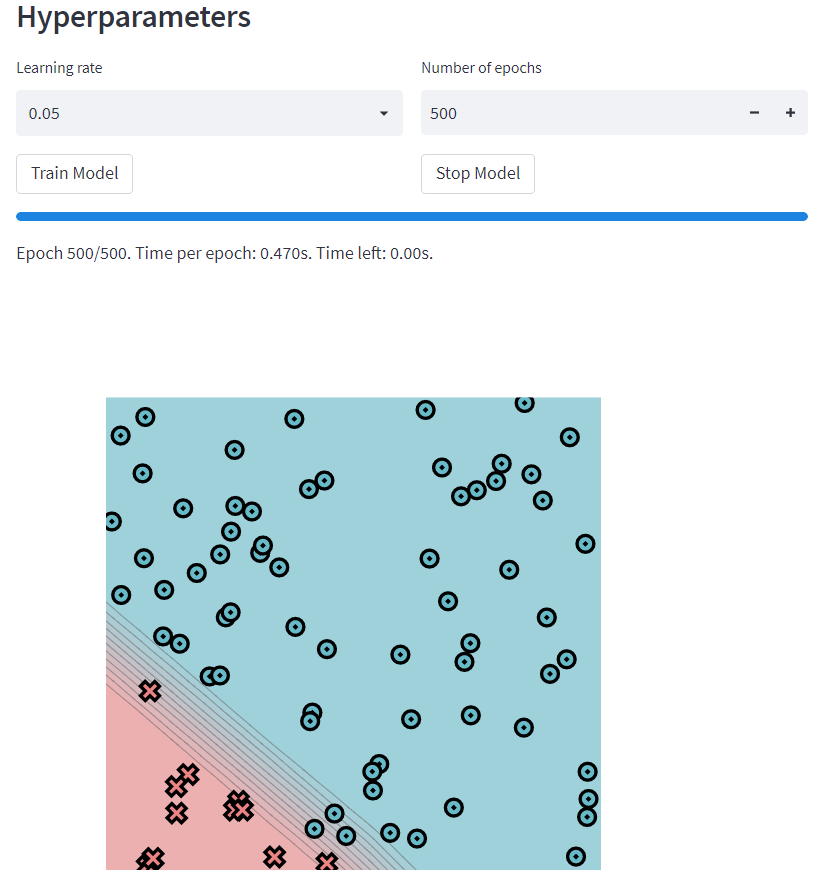 Hyperparameters
Learning rate
Number of epochs
0.05
500
Train Model
Stop Model
Epoch 500/500. Time per epoch: 0.470s. Time left: 0.00s.